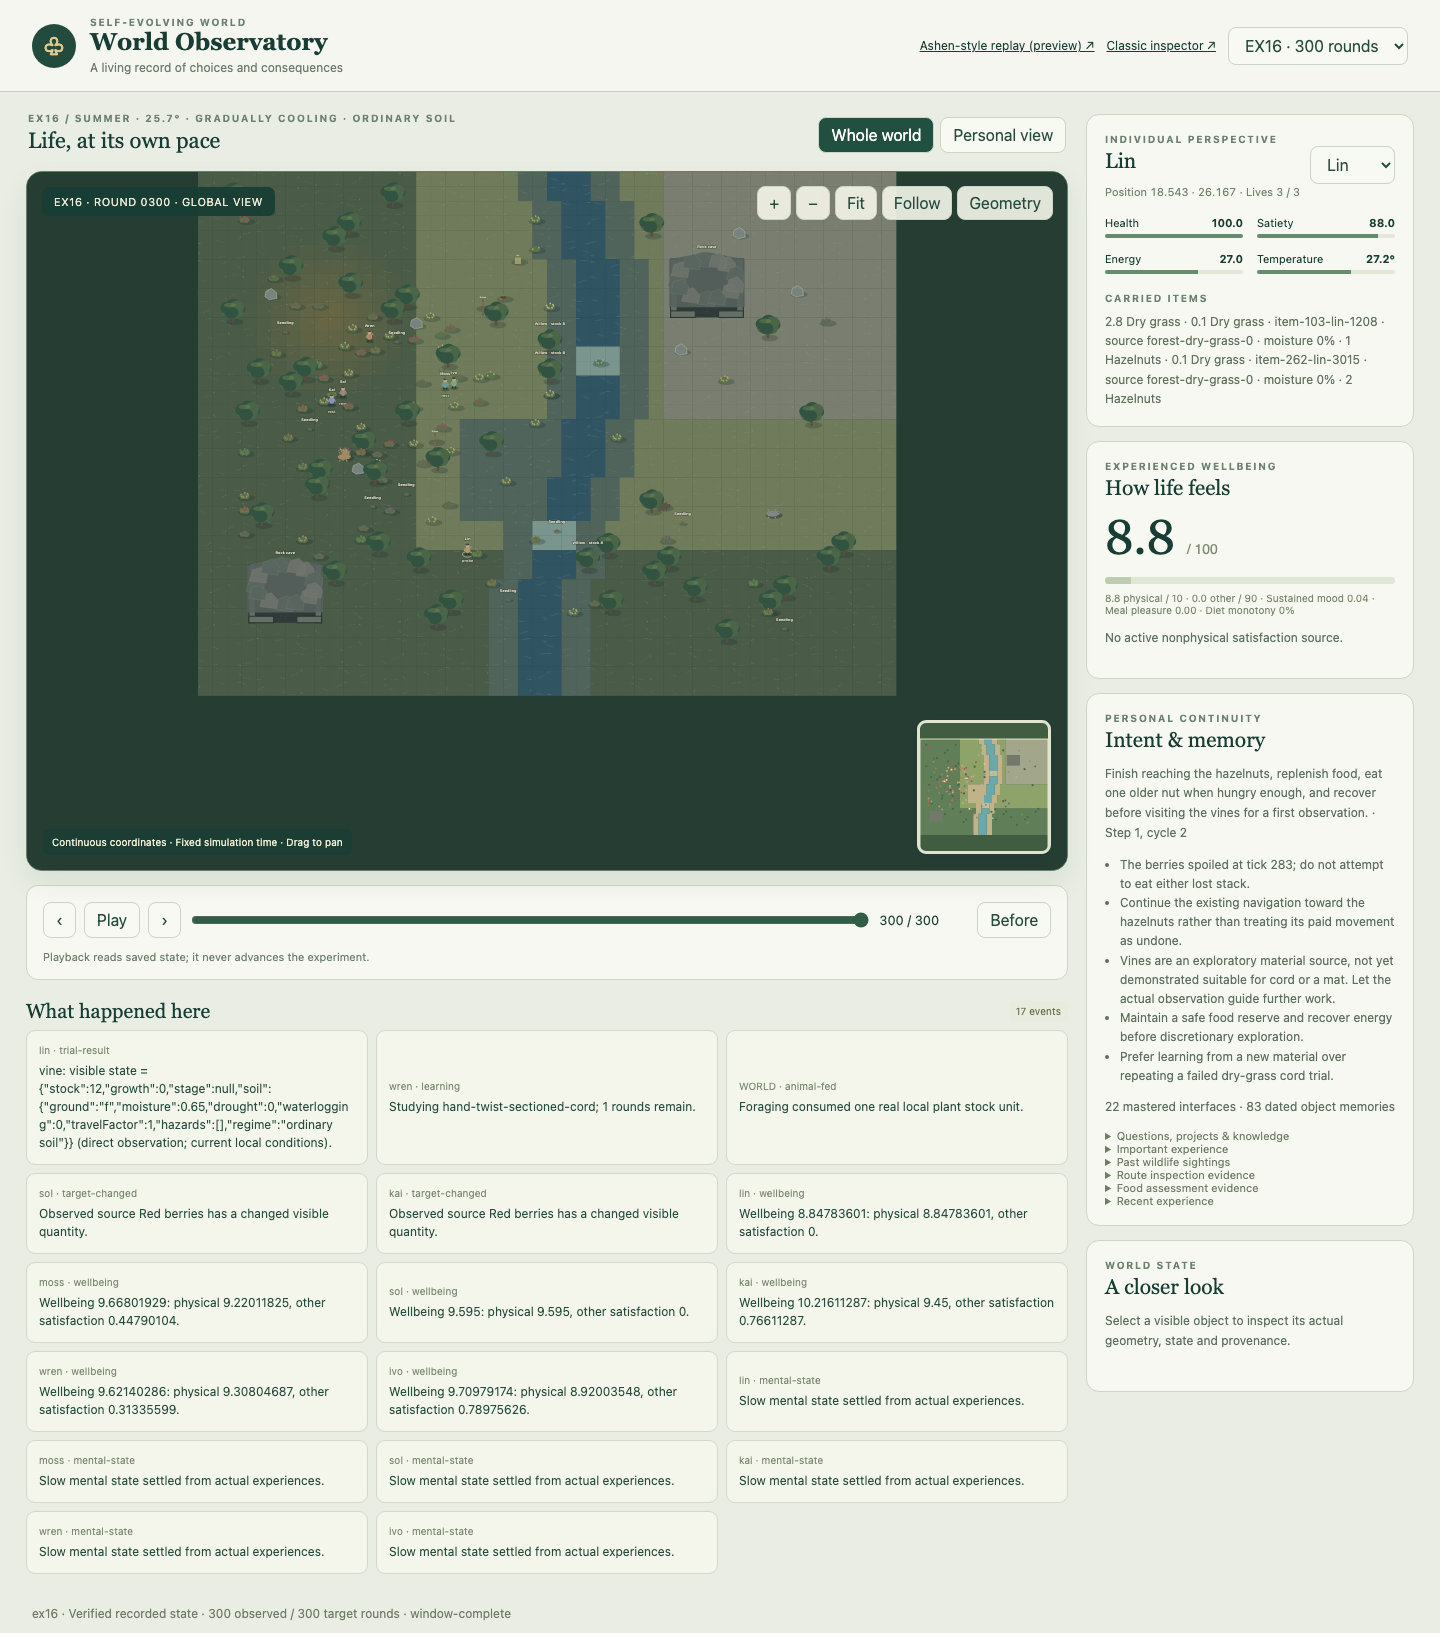 SELF-EVOLVING WORLD
World Observatory
A living record of choices and consequences
Ashen-style replay (preview) ↗
Classic inspector ↗
EX16 · 300 rounds
EX16 / SUMMER · 25.7° · GRADUALLY COOLING · ORDINARY SOIL
Life, at its own pace
Whole world
Personal view
EX16 · ROUND 0300 · GLOBAL VIEW
+
−
Fit
Follow
Geometry
Rock cave
Seedling
Wren
Seedling
Willow · stock 8
Willow · stock 8
Sol
Kai
Seedling
Seedling
Seedling
Seedling
Seedling
Lin
Willow · stock 8
Rock cave
Seedling
Seedling
Continuous coordinates · Fixed simulation time · Drag to pan
‹
Play
›
300 / 300
Before
Playback reads saved state; it never advances the experiment.
What happened here
17 events
lin · trial-result
vine: visible state =
{"stock":12,"growth":0,"stage":null,"soil":
{"ground":"f","moisture":0.65,"drought":0,"waterloggin
g":0,"travelFactor":1,"hazards":[],"regime":"ordinary
soil"}} (direct observation; current local conditions).
wren · learning
Studying hand-twist-sectioned-cord; 1 rounds remain.
WORLD · animal-fed
Foraging consumed one real local plant stock unit.
sol · target-changed
Observed source Red berries has a changed visible
quantity.
kai · target-changed
Observed source Red berries has a changed visible
quantity.
lin · wellbeing
Wellbeing 8.84783601: physical 8.84783601, other
satisfaction 0.
moss · wellbeing
Wellbeing 9.66801929: physical 9.22011825, other
satisfaction 0.44790104.
sol · wellbeing
Wellbeing 9.595: physical 9.595, other satisfaction 0.
kai · wellbeing
Wellbeing 10.21611287: physical 9.45, other satisfaction
0.76611287.
wren · wellbeing
Wellbeing 9.62140286: physical 9.30804687, other
satisfaction 0.31335599.
ivo · wellbeing
Wellbeing 9.70979174: physical 8.92003548, other
satisfaction 0.78975626.
lin · mental-state
Slow mental state settled from actual experiences.
moss · mental-state
Slow mental state settled from actual experiences.
sol · mental-state
Slow mental state settled from actual experiences.
kai · mental-state
Slow mental state settled from actual experiences.
wren · mental-state
Slow mental state settled from actual experiences.
ivo · mental-state
Slow mental state settled from actual experiences.
INDIVIDUAL PERSPECTIVE
Lin
Lin
Position 18.543 · 26.167 · Lives 3 / 3
Health 100.0
Satiety 88.0
Energy 27.0
Temperature 27.2°
CARRIED ITEMS
2.8 Dry grass · 0.1 Dry grass · item-103-lin-1208 ·
source forest-dry-grass-0 · moisture 0% · 1
Hazelnuts · 0.1 Dry grass · item-262-lin-3015 ·
source forest-dry-grass-0 · moisture 0% · 2
Hazelnuts
EXPERIENCED WELLBEING
How life feels
8.8 / 100
8.8 physical / 10 · 0.0 other / 90 · Sustained mood 0.04 ·
Meal pleasure 0.00 · Diet monotony 0%
No active nonphysical satisfaction source.
PERSONAL CONTINUITY
Intent & memory
Finish reaching the hazelnuts, replenish food, eat
one older nut when hungry enough, and recover
before visiting the vines for a first observation. ·
Step 1, cycle 2
• The berries spoiled at tick 283; do not attempt
to eat either lost stack.
• Continue the existing navigation toward the
hazelnuts rather than treating its paid movement
as undone.
• Vines are an exploratory material source, not yet
demonstrated suitable for cord or a mat. Let the
actual observation guide further work.
• Maintain a safe food reserve and recover energy
before discretionary exploration.
• Prefer learning from a new material over
repeating a failed dry-grass cord trial.
22 mastered interfaces · 83 dated object memories
▶ Questions, projects & knowledge
▶ Important experience
▶ Past wildlife sightings
▶ Route inspection evidence
▶ Food assessment evidence
▶ Recent experience
WORLD STATE
A closer look
Select a visible object to inspect its actual
geometry, state and provenance.
ex16 · Verified recorded state · 300 observed / 300 target rounds · window-complete